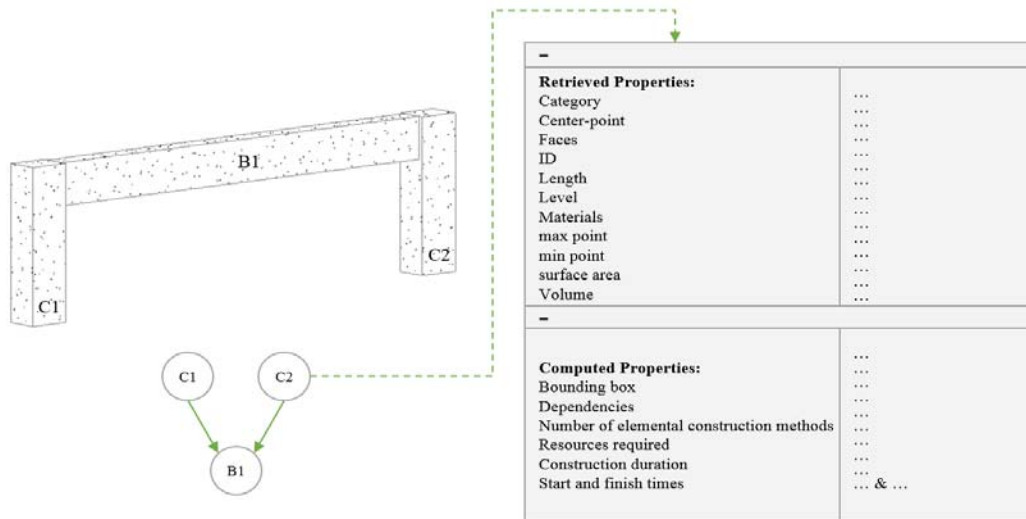 B1
C2
C1
C1
C2
B1
–
Retrieved Properties:
Category
Center-point
Faces
ID
Length
Level
Materials
max point
min point
surface area
Volume
…
…
…
…
…
…
…
…
…
…
…
…
…
…
–
Computed Properties:
Bounding box
Dependencies
Number of elemental construction methods
Resources required
Construction duration
Start and finish times
…
…
…
…
…
…
…
…
…
… & …